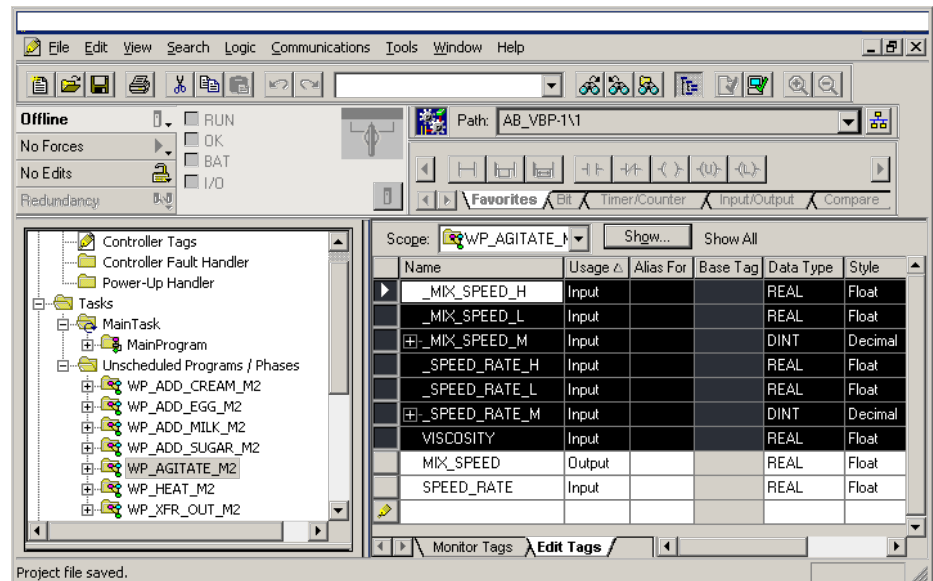 File Edit View Search Logic Communications Tools Window Help
Offline
RUN
No Forces
OK
No Edits
BAT
I/O
Redundancy
Path: AB_VBP-1\1
Favorites Bit Timer/Counter Input/Output Compare
Controller Tags
Controller Fault Handler
Power-Up Handler
Tasks
MainTask
MainProgram
Unscheduled Programs / Phases
WP_ADD_CREAM_M2
WP_ADD_EGG_M2
WP_ADD_MILK_M2
WP_ADD_SUGAR_M2
WP_AGITATE_M2
WP_HEAT_M2
WP_XFR_OUT_M2
Scope: WP_AGITATE_ Show... Show All
Name Usage Alias For Base Tag Data Type Style
_MIX_SPEED_H Input REAL Float
_MIX_SPEED_L Input REAL Float
_MIX_SPEED_M Input DINT Decimal
_SPEED_RATE_H Input REAL Float
_SPEED_RATE_L Input REAL Float
_SPEED_RATE_M Input DINT Decimal
VISCOSITY Input REAL Float
MIX_SPEED Output REAL Float
SPEED_RATE Input REAL Float
Monitor Tags Edit Tags
Project file saved.